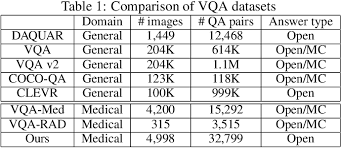 Table 1: Comparison of VQA datasets
Domain # images # QA pairs Answer type
DAQUAR General 1,449 12,468 Open
VQA General 204K 614K Open/MC
VQA v2 General 204K 1.1M Open/MC
COCO-QA General 123K 118K Open/MC
CLEVR General 100K 999K Open
VQA-Med Medical 4,200 15,292 Open/MC
VQA-RAD Medical 315 3,515 Open/MC
Ours Medical 4,998 32,799 Open